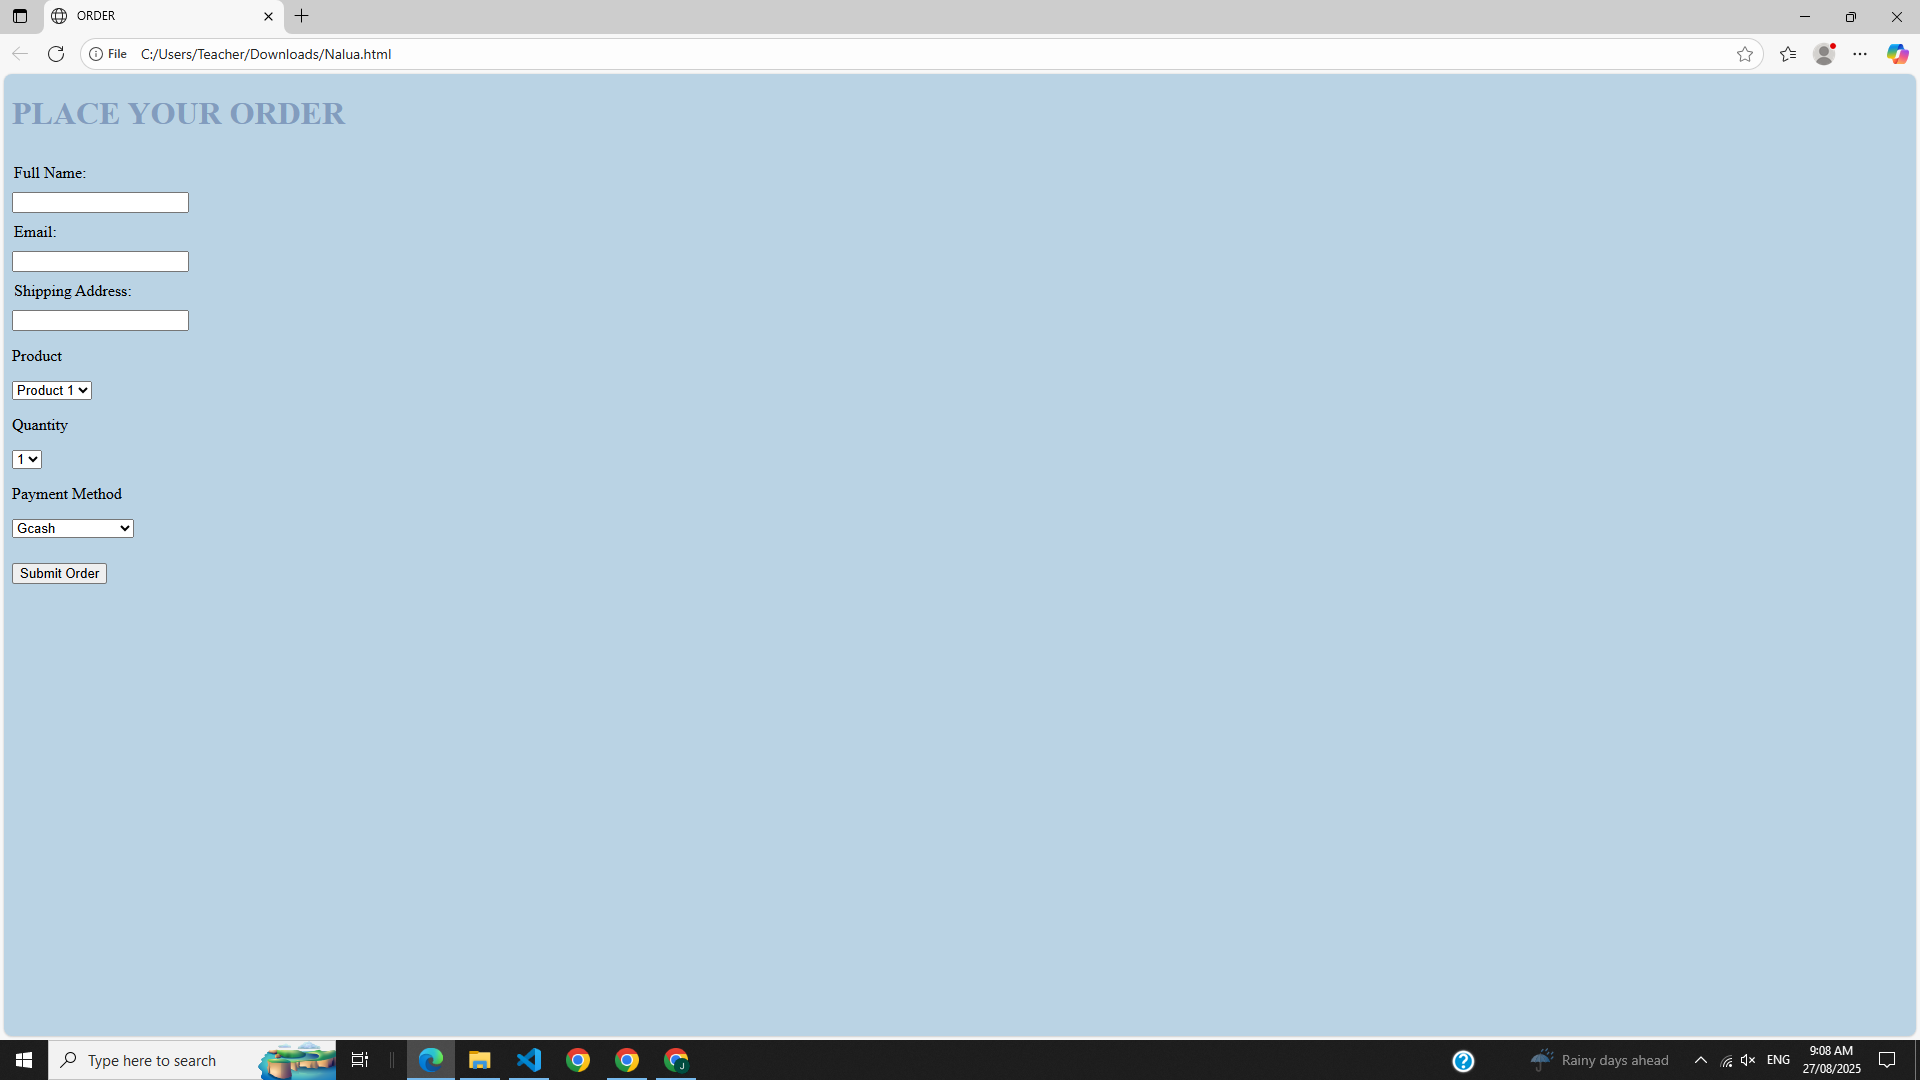 ORDER
File C:/Users/Teacher/Downloads/Nalua.html
PLACE YOUR ORDER
Full Name:
Email:
Shipping Address:
Product
Product 1
Quantity
1
Payment Method
Gcash
Submit Order
Type here to search
J
Rainy days ahead
ENG
9:08 AM
27/08/2025